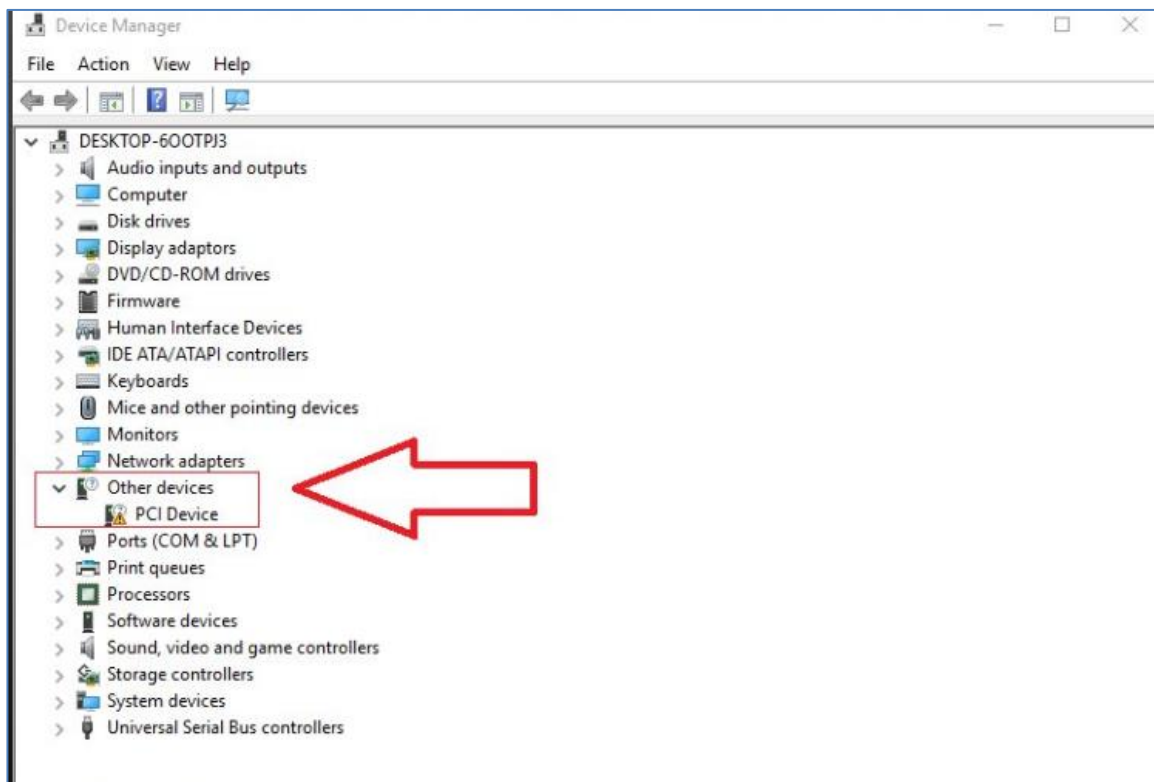 Device Manager
File Action View Help
DESKTOP-6OOTPJ3
Audio inputs and outputs
Computer
Disk drives
Display adaptors
DVD/CD-ROM drives
Firmware
Human Interface Devices
IDE ATA/ATAPI controllers
Keyboards
Mice and other pointing devices
Monitors
Network adapters
Other devices
PCI Device
Ports (COM & LPT)
Print queues
Processors
Software devices
Sound, video and game controllers
Storage controllers
System devices
Universal Serial Bus controllers